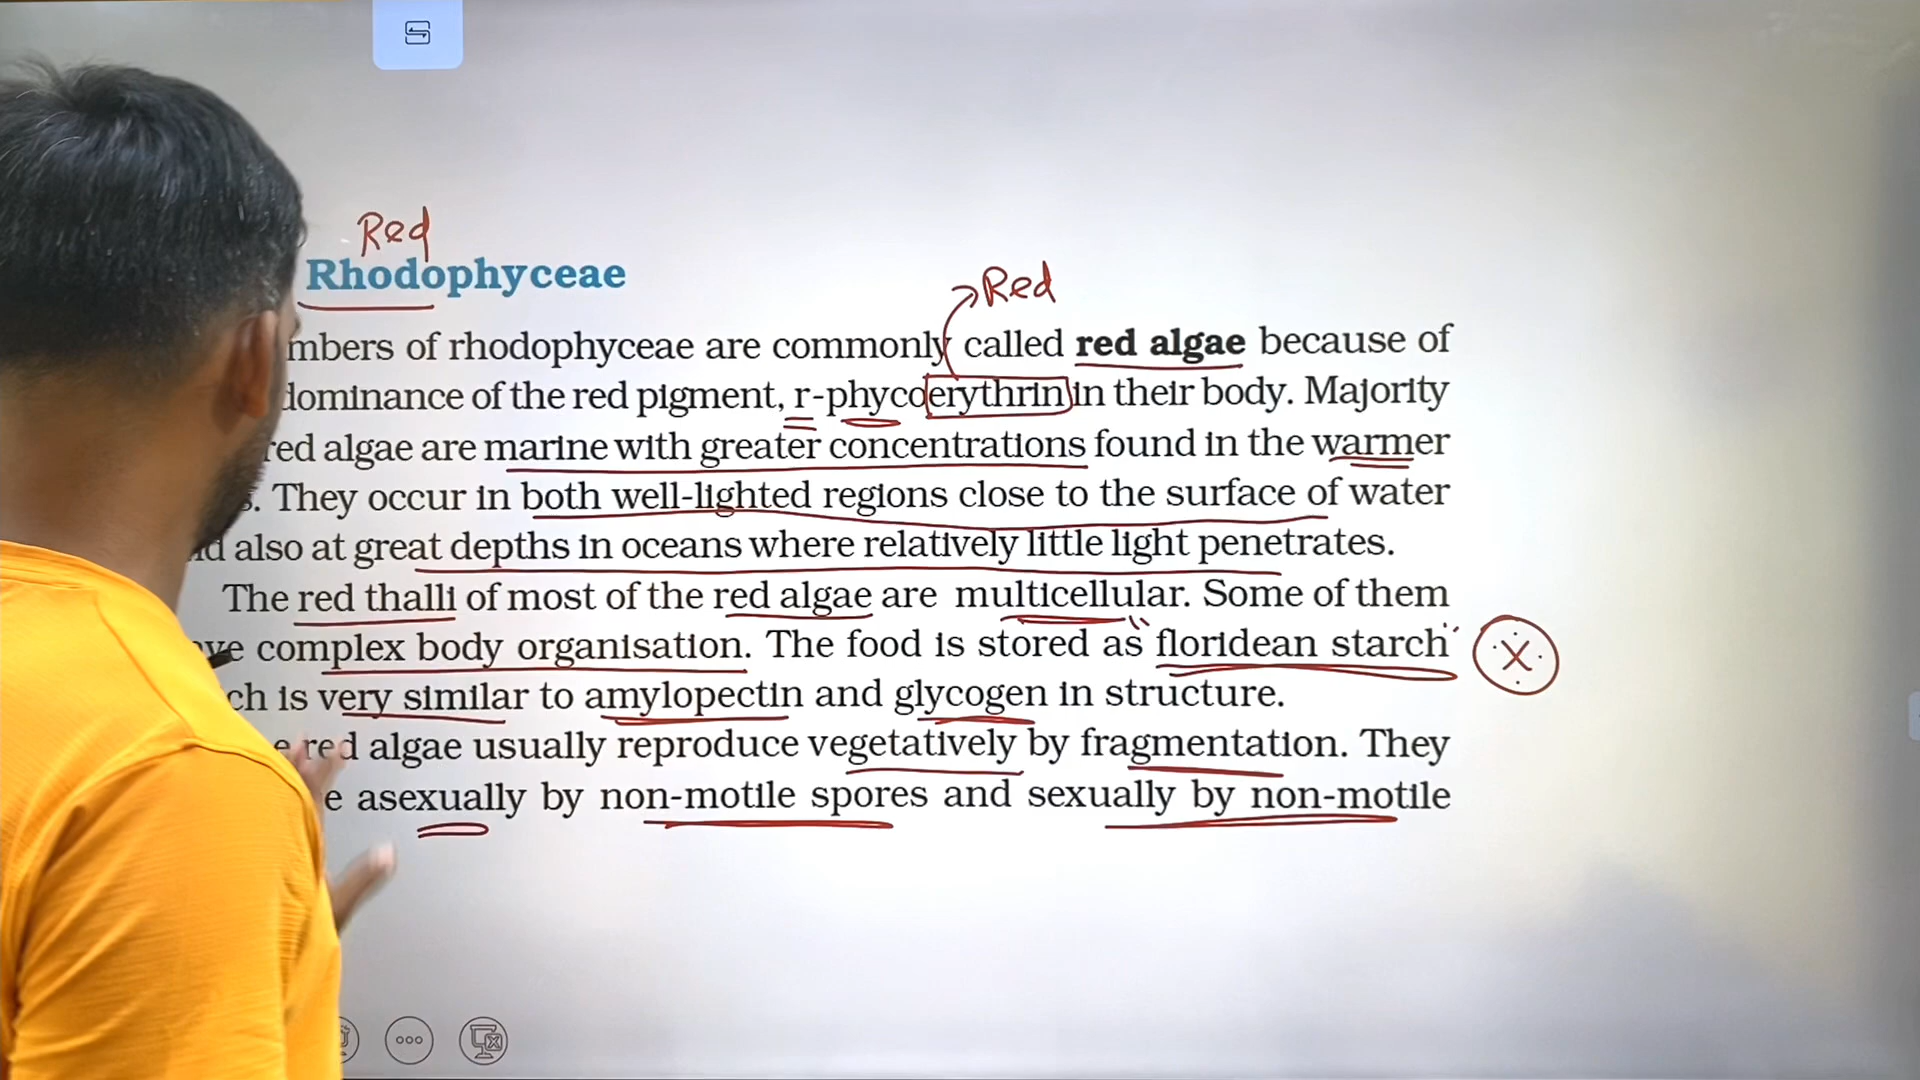 Red
Rhodophyceae
Red
mbers of rhodophyceae are commonly called red algae because of
dominance of the red pigment, r-phycoerythrin in their body. Majority
red algae are marine with greater concentrations found in the warmer
s. They occur in both well-lighted regions close to the surface of water
nd also at great depths in oceans where relatively little light penetrates.
The red thalli of most of the red algae are multicellular. Some of them
ve complex body organisation. The food is stored as floridean starch X
ch is very similar to amylopectin and glycogen in structure.
e red algae usually reproduce vegetatively by fragmentation. They
e asexually by non-motile spores and sexually by non-motile